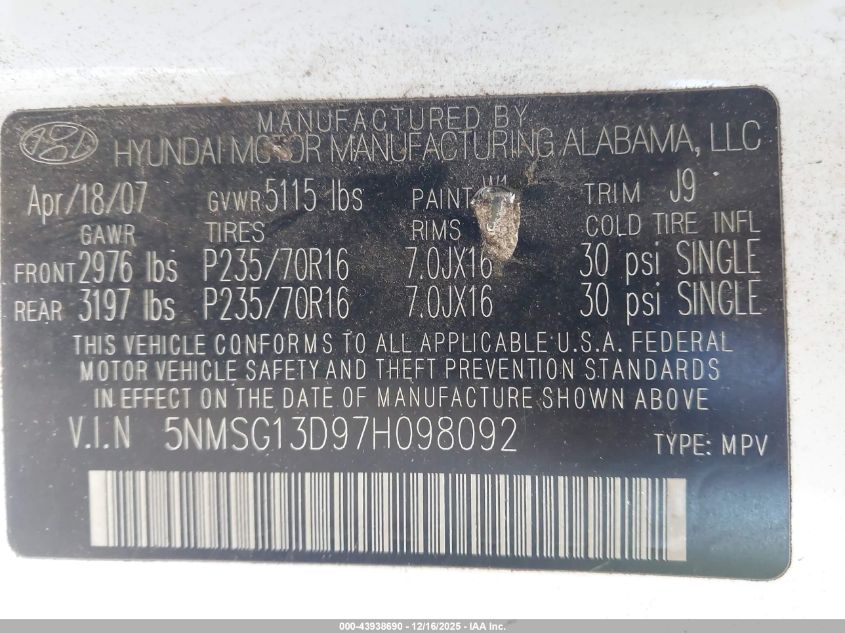 MANUFACTURED BY
HYUNDAI MOTOR MANUFACTURING ALABAMA, LLC
Apr/18/07 GVWR 5115 lbs PAINT TRIM J9
GAWR TIRES RIMS COLD TIRE INFL
FRONT 2976 lbs P235/70R16 7.0JX16 30 psi SINGLE
REAR 3197 lbs P235/70R16 7.0JX16 30 psi SINGLE
THIS VEHICLE CONFORMS TO ALL APPLICABLE U.S.A. FEDERAL
MOTOR VEHICLE SAFETY AND THEFT PREVENTION STANDARDS
IN EFFECT ON THE DATE OF MANUFACTURE SHOWN ABOVE
V.I.N 5NMSG13D97H098092 TYPE: MPV
000-43938690 - 12/16/2025 - IAA Inc.